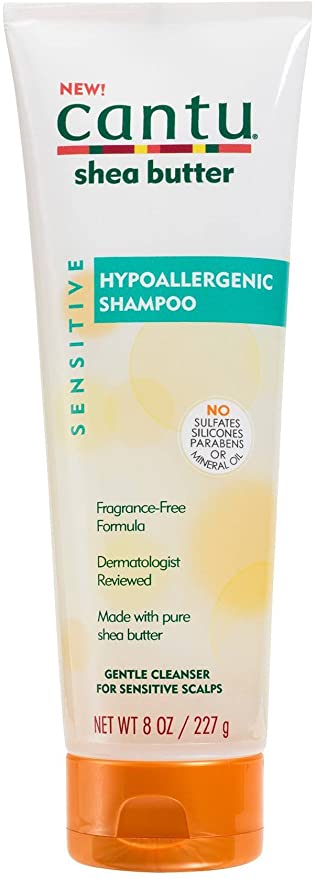 NEW!
cantu®
shea butter
SENSITIVE
HYPOALLERGENIC
SHAMPOO
NO
SULFATES
SILICONES
PARABENS
OR
MINERAL OIL
Fragrance-Free
Formula
Dermatologist
Reviewed
Made with pure
shea butter
GENTLE CLEANSER
FOR SENSITIVE SCALPS
NET WT 8 OZ / 227 g